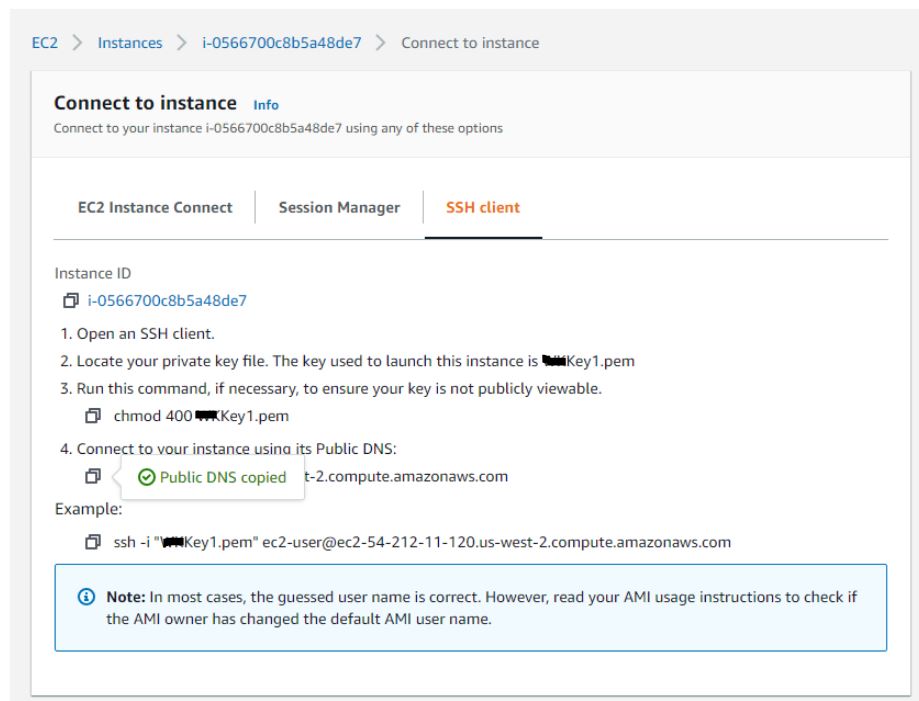 EC2 > Instances > i-0566700c8b5a48de7 > Connect to instance
Connect to instance Info
Connect to your instance i-0566700c8b5a48de7 using any of these options
EC2 Instance Connect Session Manager SSH client
Instance ID
i-0566700c8b5a48de7
1. Open an SSH client.
2. Locate your private key file. The key used to launch this instance is Key1.pem
3. Run this command, if necessary, to ensure your key is not publicly viewable.
chmod 400 Key1.pem
4. Connect to your instance using its Public DNS:
Public DNS copied t-2.compute.amazonaws.com
Example:
ssh -i "Key1.pem" ec2-user@ec2-54-212-11-120.us-west-2.compute.amazonaws.com
Note: In most cases, the guessed user name is correct. However, read your AMI usage instructions to check if
the AMI owner has changed the default AMI user name.